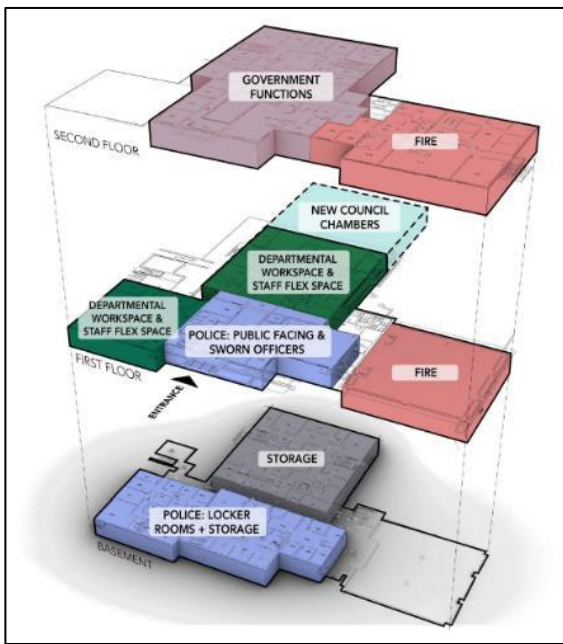 GOVERNMENT
FUNCTIONS
FIRE
SECOND FLOOR
NEW COUNCIL
CHAMBERS
DEPARTMENTAL
WORKSPACE &
STAFF FLEX SPACE
DEPARTMENTAL
WORKSPACE &
STAFF FLEX SPACE
POLICE: PUBLIC FACING &
SWORN OFFICERS
FIRE
FIRST FLOOR
ENTRANCE
STORAGE
POLICE: LOCKER
ROOMS + STORAGE
BASEMENT